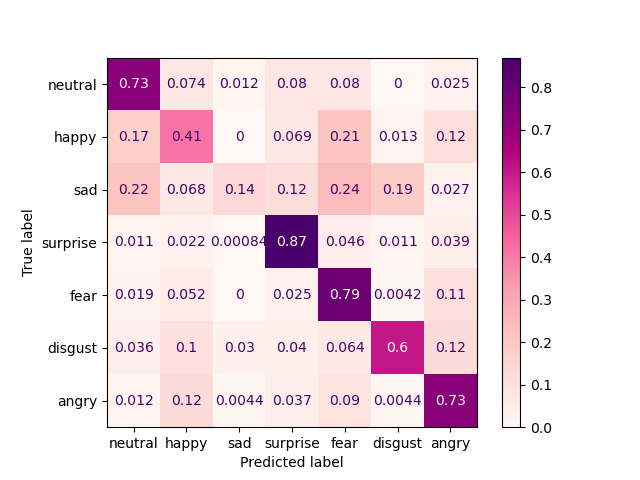 neutral 0.73 0.074 0.012 0.08 0.08 0 0.025
happy 0.17 0.41 0 0.069 0.21 0.013 0.12
sad 0.22 0.068 0.14 0.12 0.24 0.19 0.027
surprise 0.011 0.022 0.00084 0.87 0.046 0.011 0.039
fear 0.019 0.052 0 0.025 0.79 0.0042 0.11
disgust 0.036 0.1 0.03 0.04 0.064 0.6 0.12
angry 0.012 0.12 0.0044 0.037 0.09 0.0044 0.73
neutral happy sad surprise fear disgust angry
Predicted label
True label
0.8
0.7
0.6
0.5
0.4
0.3
0.2
0.1
0.0